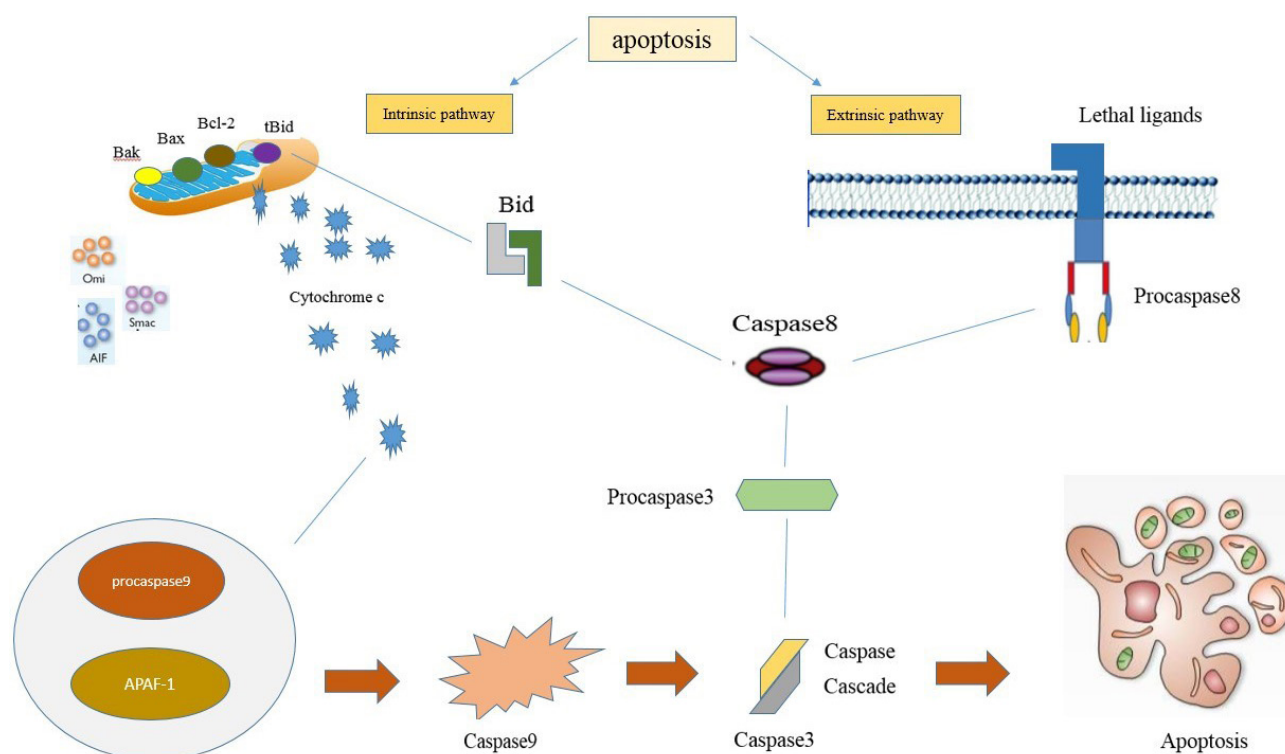 apoptosis
Intrinsic pathway
Extrinsic pathway
Lethal ligands
Bak
Bax
Bcl-2
tBid
Bid
Omi
Smac
AIF
Cytochrome c
Procaspase8
Caspase8
Procaspase3
procaspase9
APAF-1
Caspase9
Caspase
Cascade
Caspase3
Apoptosis